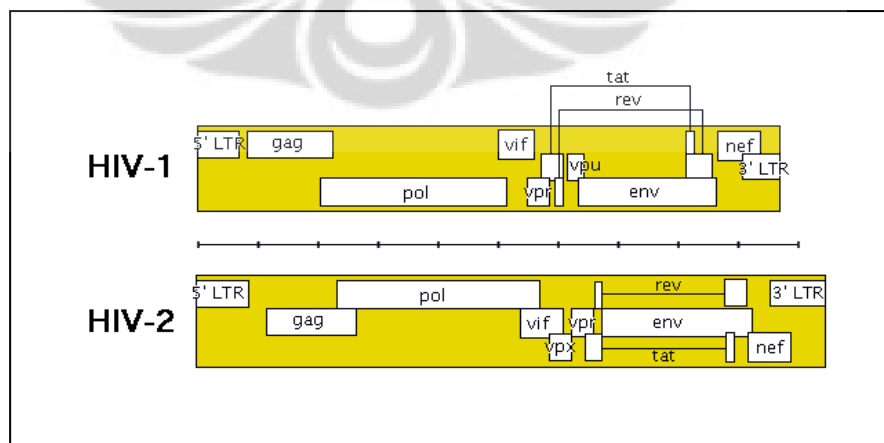 tat
rev
HIV-1
5' LTR gag vif nef
vpu 3' LTR
pol vpr env
HIV-2
5' LTR pol rev 3' LTR
gag vif vpr env
vpx tat nef